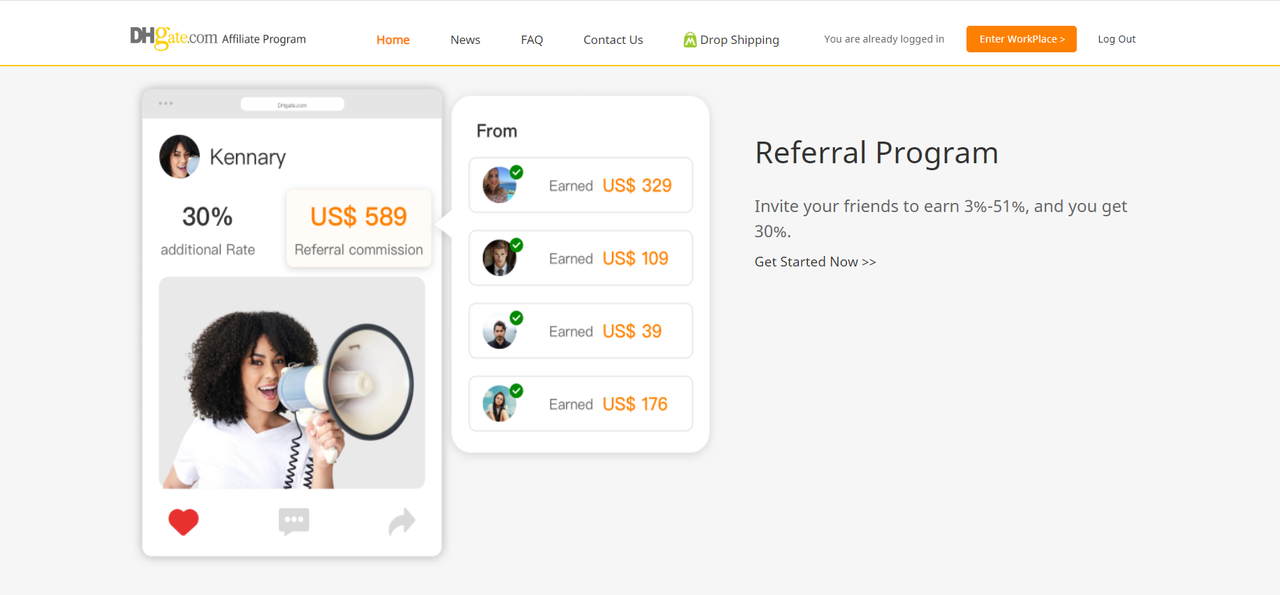 DHgate.com Affiliate Program
Home
News
FAQ
Contact Us
Drop Shipping
You are already logged in
Enter WorkPlace >
Log Out
DHgate.com
Kennary
30%
additional Rate
US$ 589
Referral commission
From
Earned US$ 329
Earned US$ 109
Earned US$ 39
Earned US$ 176
Referral Program
Invite your friends to earn 3%-51%, and you get
30%.
Get Started Now >>